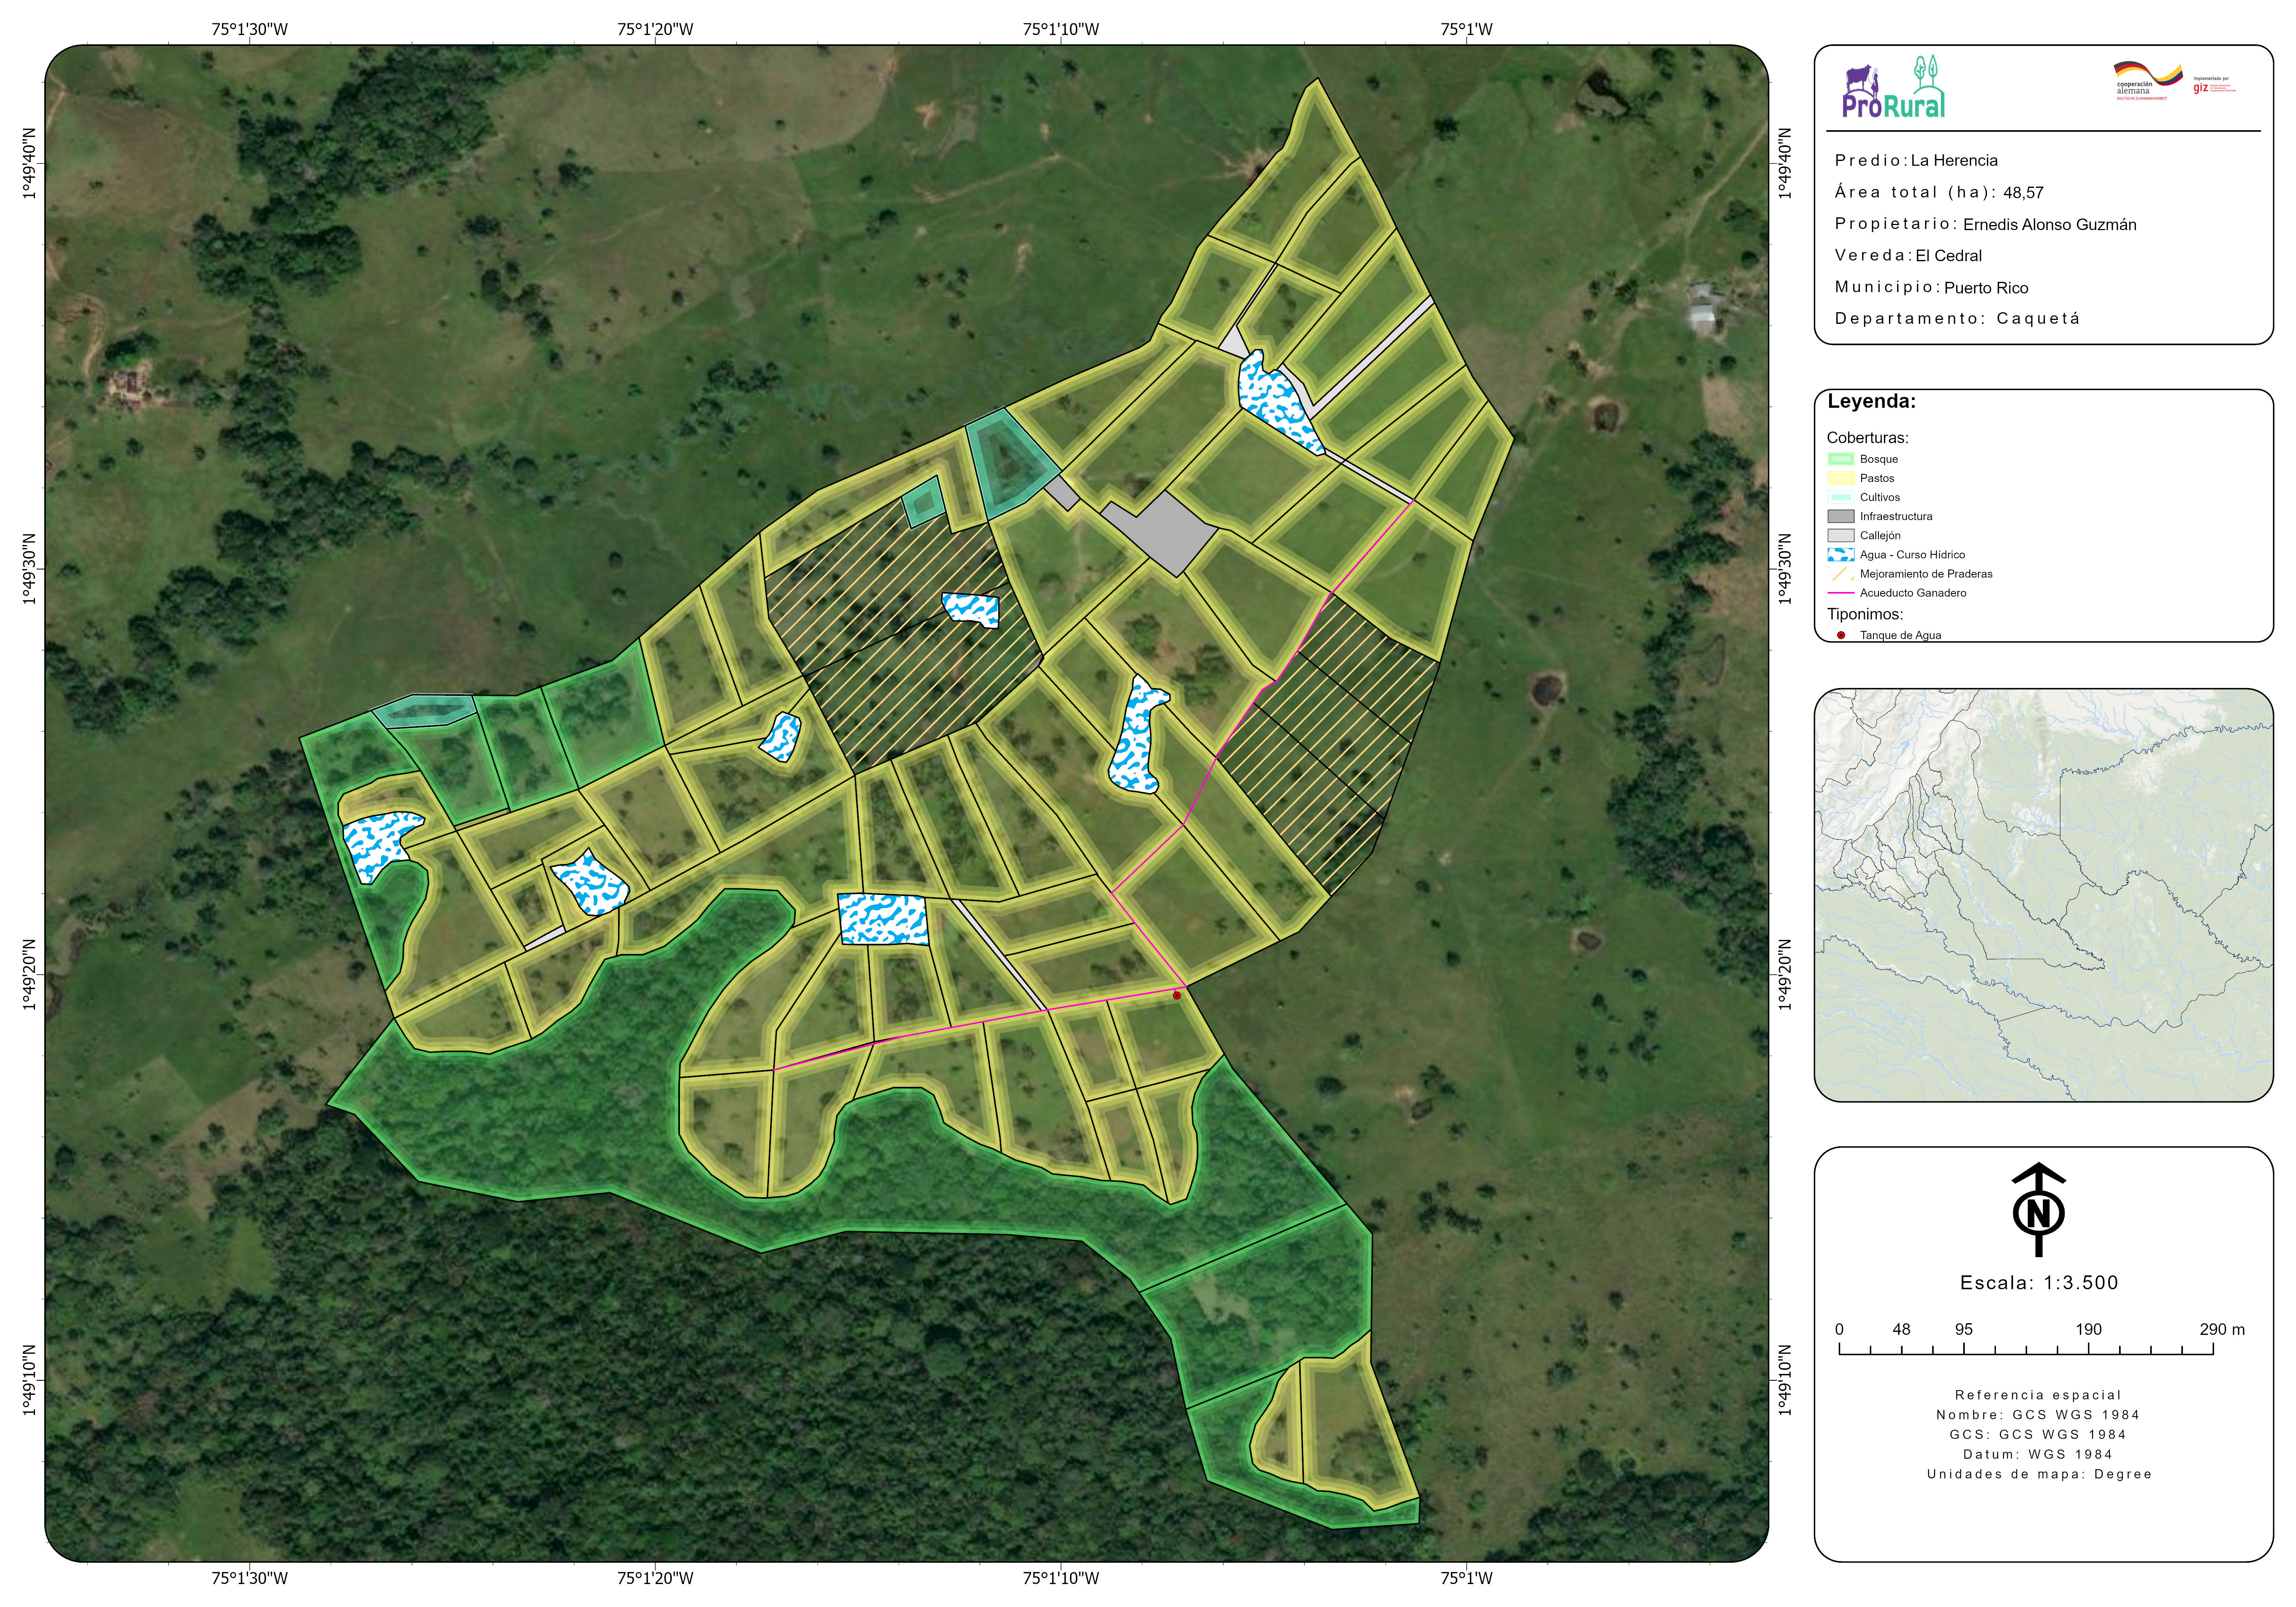 75°1'30"W 75°1'20"W 75°1'10"W 75°1'W
1°49'40"N
1°49'30"N
1°49'20"N
1°49'10"N
1°49'40"N
1°49'30"N
1°49'20"N
1°49'10"N
75°1'30"W 75°1'20"W 75°1'10"W 75°1'W
ProRural
cooperación
alemana
DEUTSCHE ZUSAMMENARBEIT
Implementada por
giz
Predio: La Herencia
Área total (ha): 48,57
Propietario: Ernedis Alonso Guzmán
Vereda: El Cedral
Municipio: Puerto Rico
Departamento: Caquetá
Leyenda:
Coberturas:
Bosque
Pastos
Cultivos
Infraestructura
Callejón
Agua - Curso Hídrico
Mejoramiento de Praderas
Acueducto Ganadero
Tiponimos:
Tanque de Agua
N
Escala: 1:3.500
0 48 95 190 290 m
Referencia espacial
Nombre: GCS WGS 1984
GCS: GCS WGS 1984
Datum: WGS 1984
Unidades de mapa: Degree